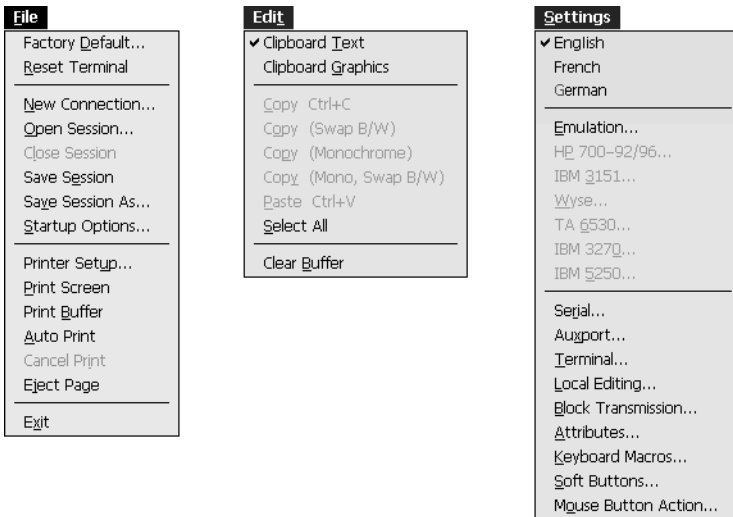 File
Factory Default...
Reset Terminal
New Connection...
Open Session...
Close Session
Save Session
Save Session As...
Startup Options...
Printer Setup...
Print Screen
Print Buffer
Auto Print
Cancel Print
Eject Page
Exit
Edit
✔ Clipboard Text
Clipboard Graphics
Copy Ctrl+C
Copy (Swap B/W)
Copy (Monochrome)
Copy (Mono, Swap B/W)
Paste Ctrl+V
Select All
Clear Buffer
Settings
✔ English
French
German
Emulation...
HP 700–92/96...
IBM 3151...
Wyse...
TA 6530...
IBM 3270...
IBM 5250...
Serial...
Auxport...
Terminal...
Local Editing...
Block Transmission...
Attributes...
Keyboard Macros...
Soft Buttons...
Mouse Button Action...